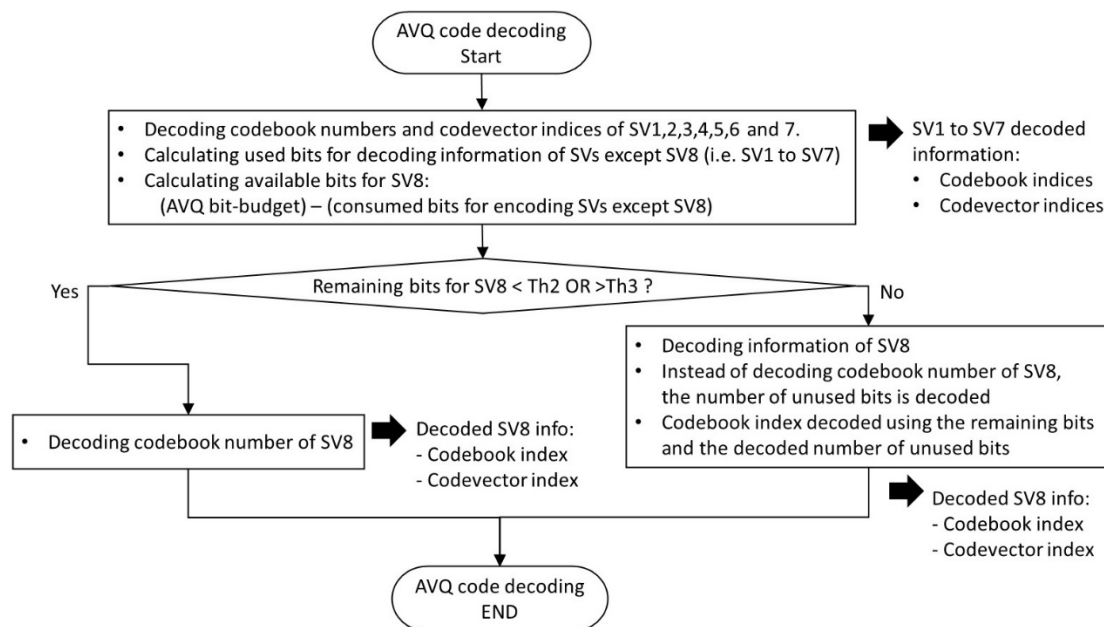 AVQ code decoding
Start
• Decoding codebook numbers and codevector indices of SV1,2,3,4,5,6 and 7.
• Calculating used bits for decoding information of SVs except SV8 (i.e. SV1 to SV7)
• Calculating available bits for SV8:
(AVQ bit-budget) – (consumed bits for encoding SVs except SV8)
SV1 to SV7 decoded
information:
• Codebook indices
• Codevector indices
Remaining bits for SV8 < Th2 OR >Th3 ?
Yes
No
• Decoding codebook number of SV8
Decoded SV8 info:
- Codebook index
- Codevector index
• Decoding information of SV8
• Instead of decoding codebook number of SV8,
the number of unused bits is decoded
• Codebook index decoded using the remaining bits
and the decoded number of unused bits
Decoded SV8 info:
- Codebook index
- Codevector index
AVQ code decoding
END